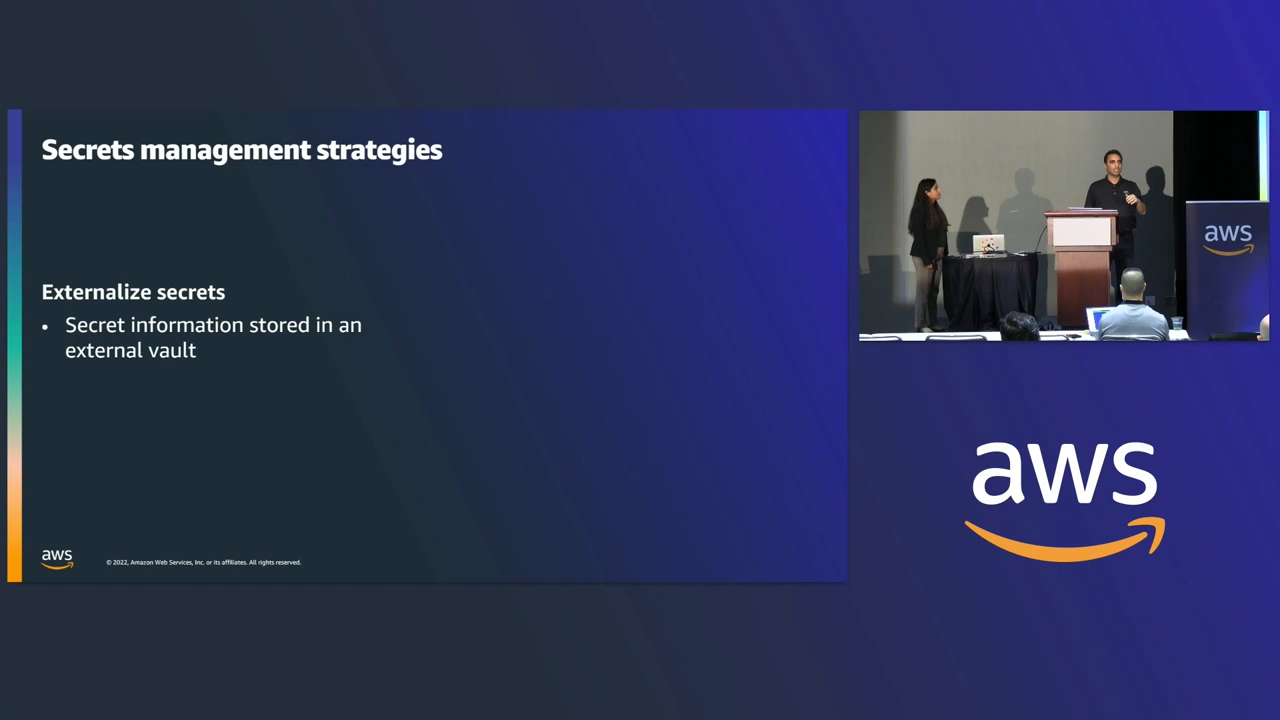 Secrets management strategies
Externalize secrets
• Secret information stored in an
external vault
aws
© 2022, Amazon Web Services, Inc. or its affiliates. All rights reserved.
aws
aws